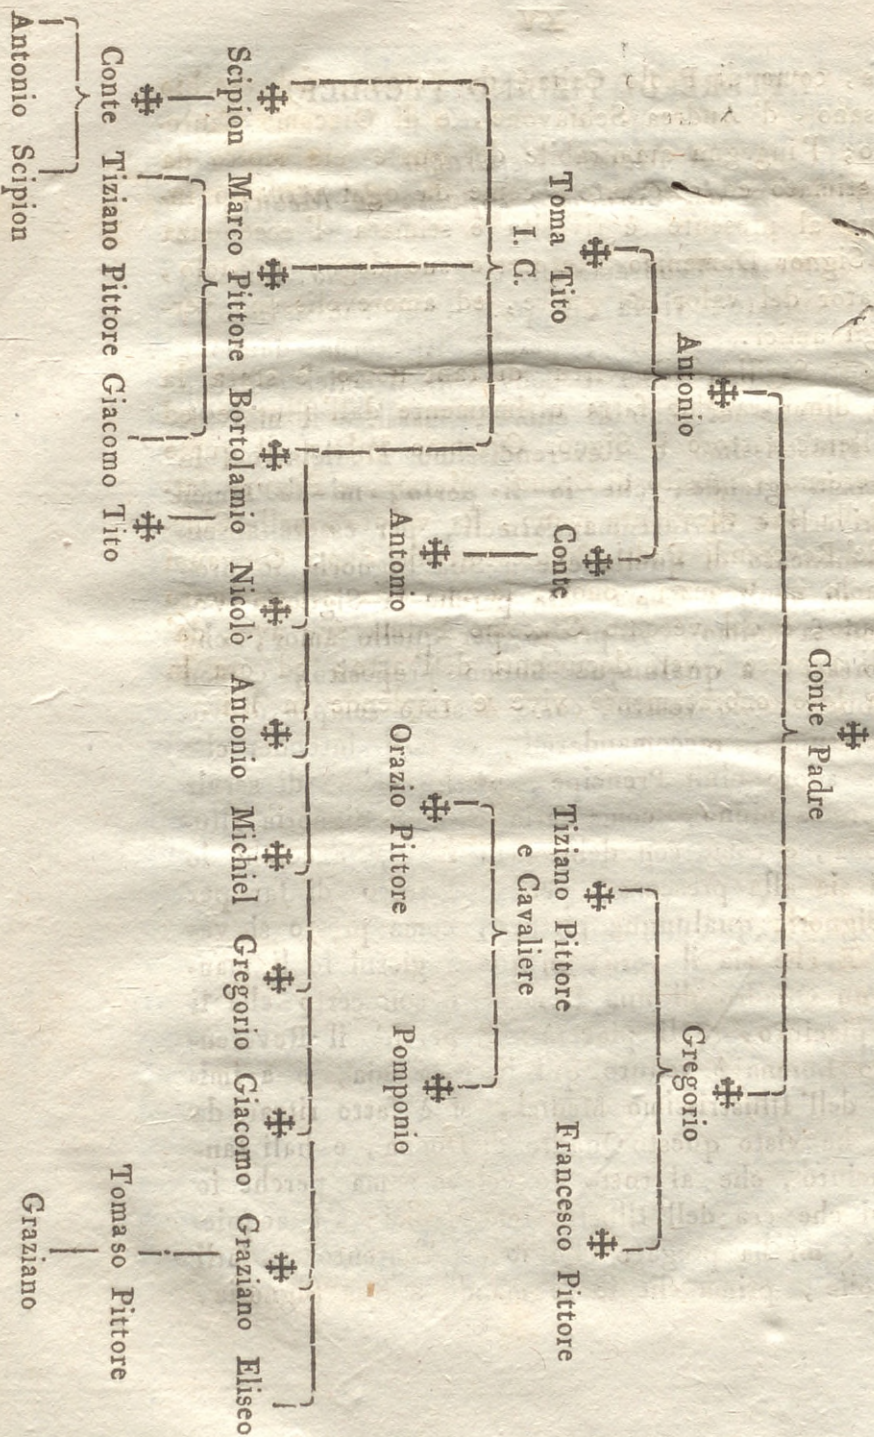 Conte Padre
Antonio Gregorio
Toma Tito Conte Tiziano Pittore Francesco Pittore
I. C. e Cavaliere
Antonio Orazio Pittore Pomponio
Scipion Marco Pittore Bortolamio Nicolò Antonio Michiel Gregorio Giacomo Graziano Eliseo
Conte Tiziano Pittore Giacomo Tito Tomaso Pittore
Antonio Scipion Graziano